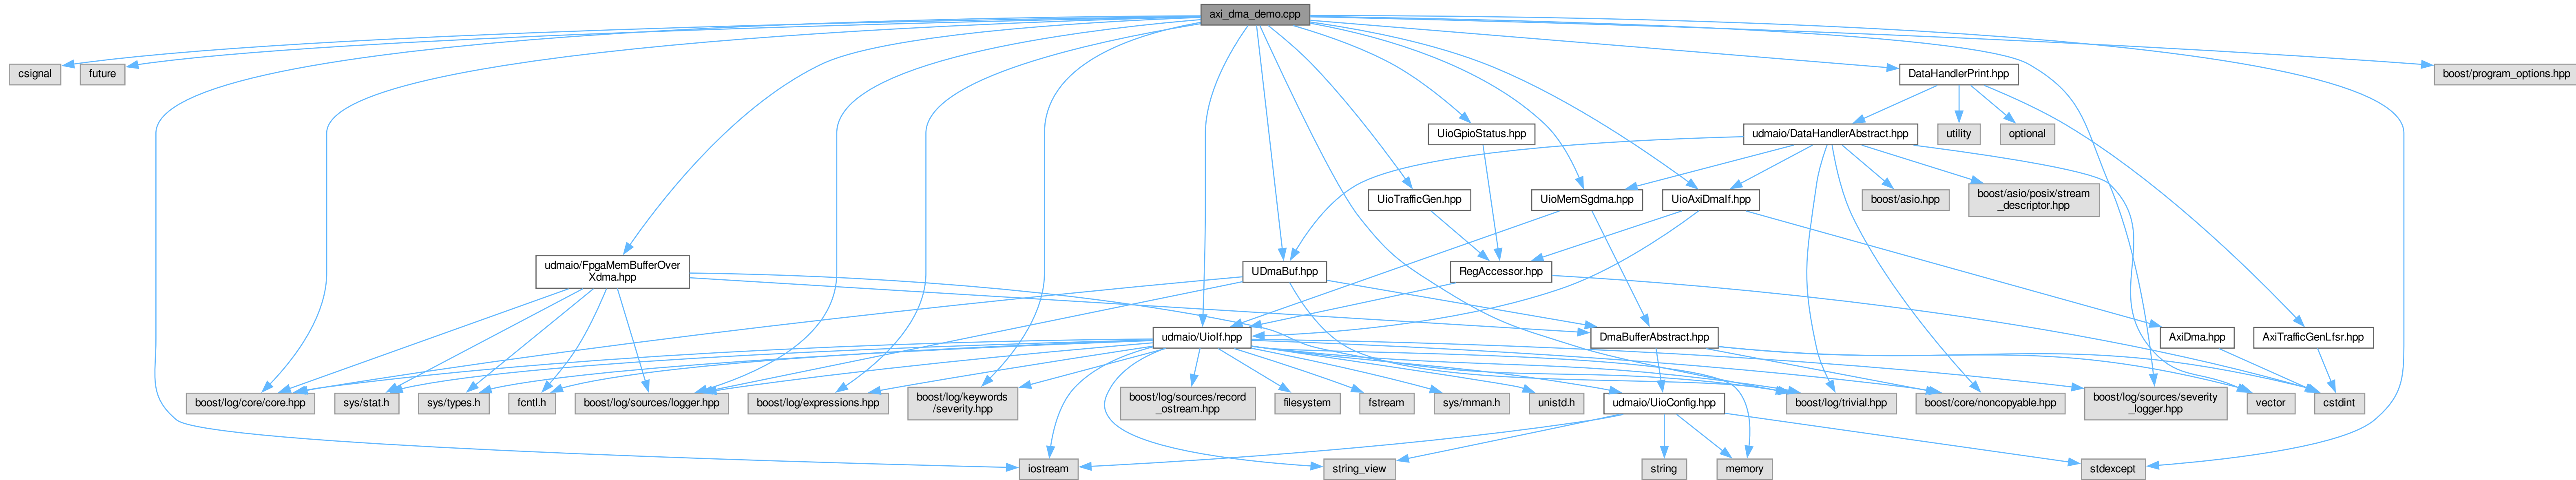 axi_dma_demo.cpp
csignal
future
DataHandlerPrint.hpp
boost/program_options.hpp
UioGpioStatus.hpp
udmaio/DataHandlerAbstract.hpp
utility
optional
UioTrafficGen.hpp
UioMemSgdma.hpp
UioAxiDmaIf.hpp
boost/asio.hpp
boost/asio/posix/stream
_descriptor.hpp
udmaio/FpgaMemBufferOver
Xdma.hpp
UDmaBuf.hpp
RegAccessor.hpp
udmaio/UioIf.hpp
DmaBufferAbstract.hpp
AxiDma.hpp
AxiTrafficGenLfsr.hpp
boost/log/core/core.hpp
sys/stat.h
sys/types.h
fcntl.h
boost/log/sources/logger.hpp
boost/log/expressions.hpp
boost/log/keywords
/severity.hpp
boost/log/sources/record
_ostream.hpp
filesystem
fstream
sys/mman.h
unistd.h
udmaio/UioConfig.hpp
boost/log/trivial.hpp
boost/core/noncopyable.hpp
boost/log/sources/severity
_logger.hpp
vector
cstdint
iostream
string_view
string
memory
stdexcept